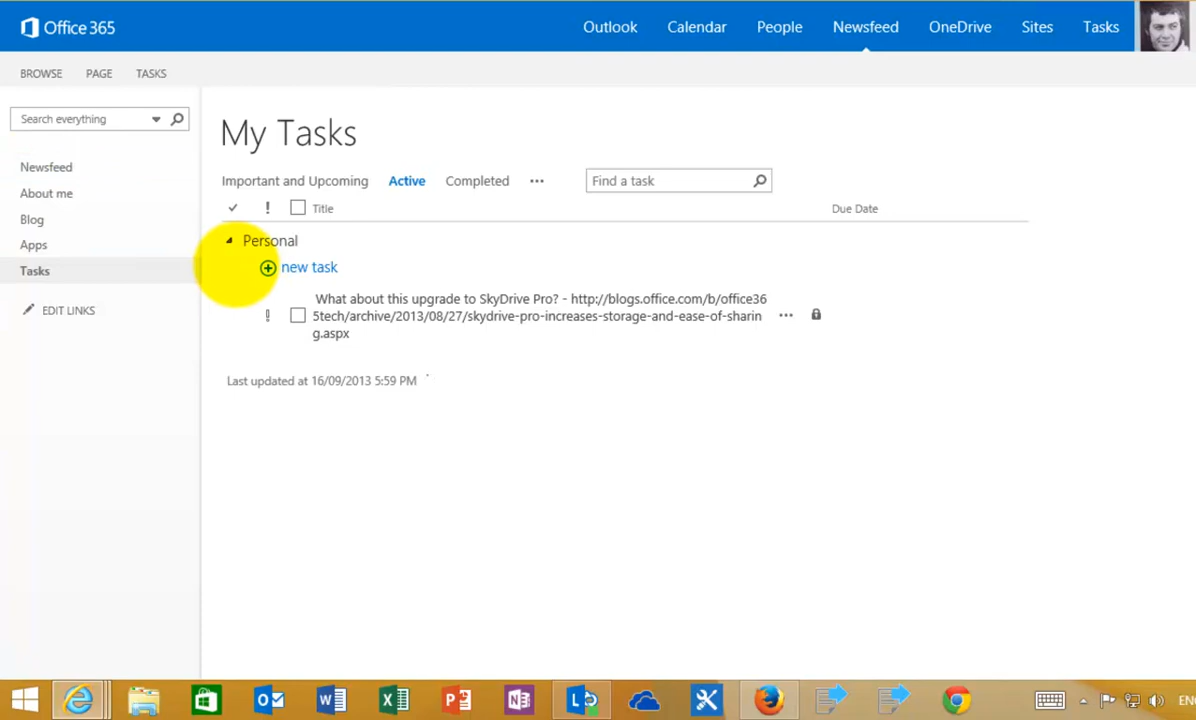 Office 365
Outlook Calendar People Newsfeed OneDrive Sites Tasks
BROWSE PAGE TASKS
Search everything
Newsfeed
About me
Blog
Apps
Tasks
EDIT LINKS
My Tasks
Important and Upcoming Active Completed ••• Find a task
! Title Due Date
Personal
new task
What about this upgrade to SkyDrive Pro? - http://blogs.office.com/b/office36
5tech/archive/2013/08/27/skydrive-pro-increases-storage-and-ease-of-sharin
g.aspx
Last updated at 16/09/2013 5:59 PM
ENG